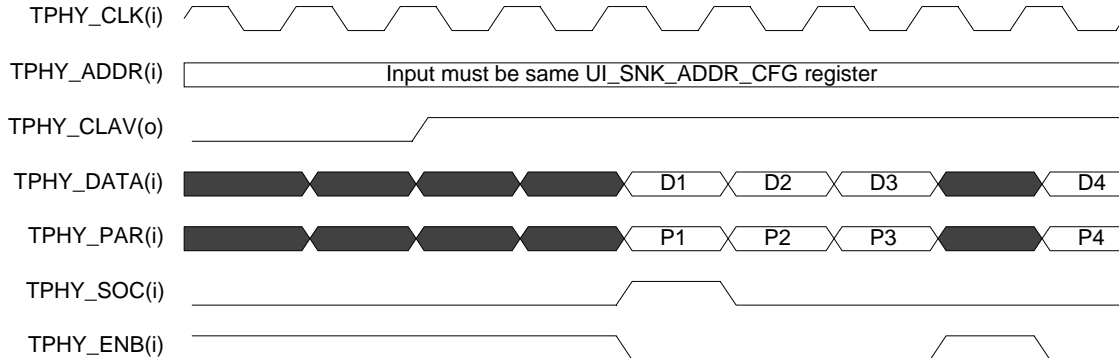 TPHY_CLK(i)
TPHY_ADDR(i) Input must be same UI_SNK_ADDR_CFG register
TPHY_CLAV(o)
TPHY_DATA(i) D1 D2 D3 D4
TPHY_PAR(i) P1 P2 P3 P4
TPHY_SOC(i)
TPHY_ENB(i)